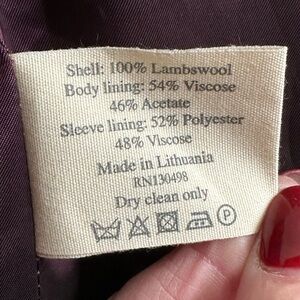 Shell: 100% Lambswool
Body lining: 54% Viscose
46% Acetate
Sleeve lining: 52% Polyester
48% Viscose
Made in Lithuania
RN130498
Dry clean only
P